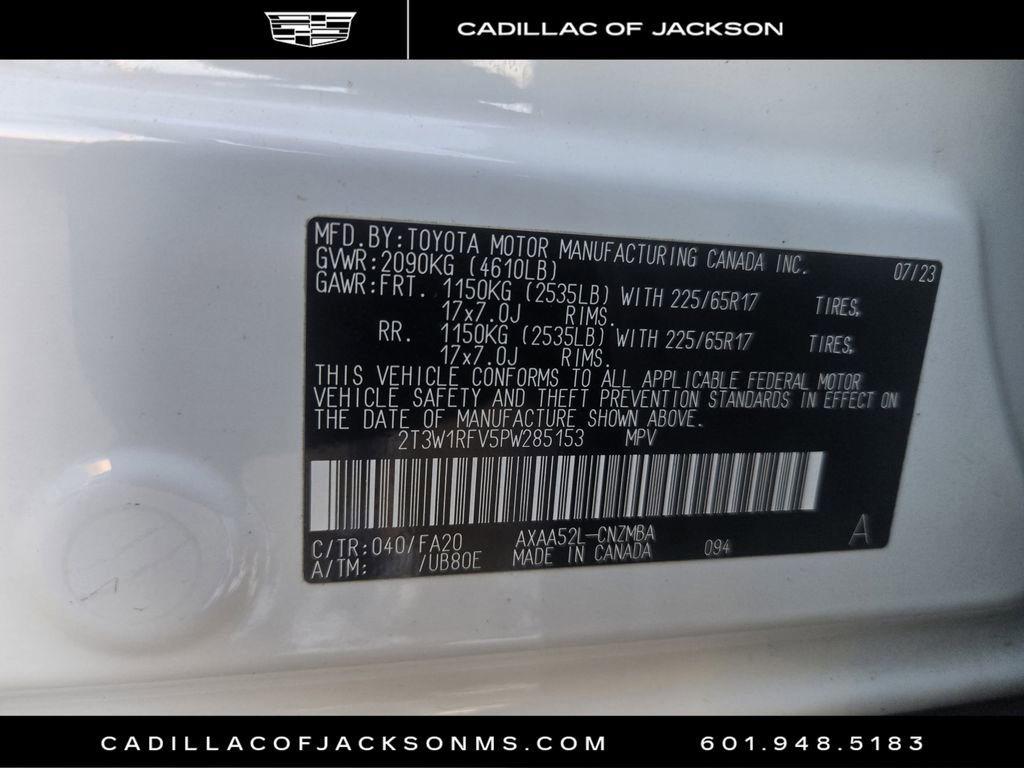 CADILLAC OF JACKSON
MFD.BY:TOYOTA MOTOR MANUFACTURING CANADA INC. 07/23
GVWR:2090KG (4610LB)
GAWR:FRT. 1150KG (2535LB) WITH 225/65R17 TIRES,
17x7.0J RIMS.
RR. 1150KG (2535LB) WITH 225/65R17 TIRES,
17x7.0J RIMS.
THIS VEHICLE CONFORMS TO ALL APPLICABLE FEDERAL MOTOR
VEHICLE SAFETY AND THEFT PREVENTION STANDARDS IN EFFECT ON
THE DATE OF MANUFACTURE SHOWN ABOVE.
2T3W1RFV5PW285153 MPV
C/TR:040/FA20 AXAA52L-CNZMBA 094 A
A/TM: /UB80E MADE IN CANADA
CADILLACOFJACKSONMS.COM 601.948.5183